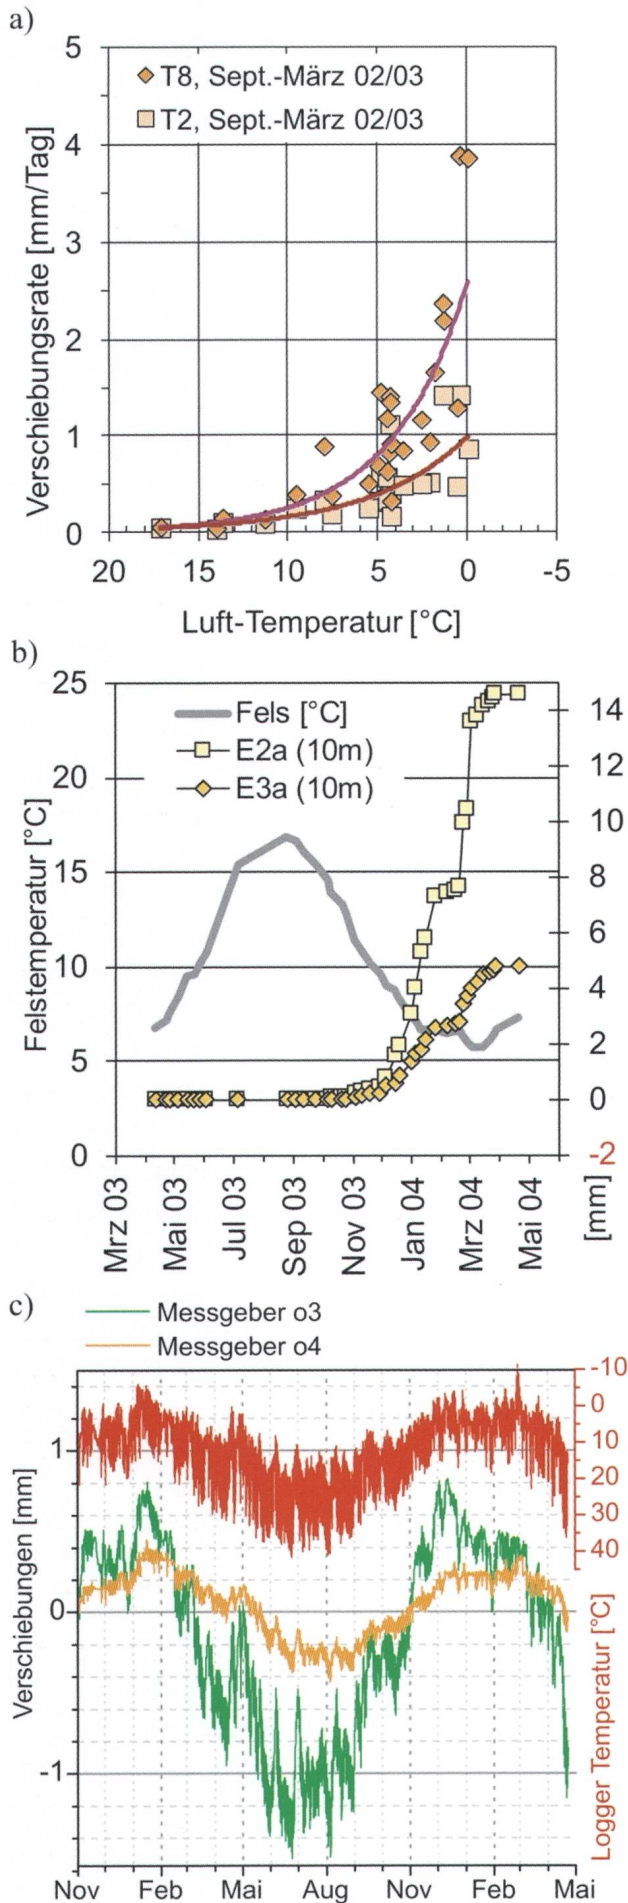 a)
5
T8, Sept.-März 02/03
T2, Sept.-März 02/03
4
3
2
1
0
Verschiebungsrate [mm/Tag]
20 15 10 5 0 -5
Luft-Temperatur [°C]
b)
25
20
15
10
5
0
Felstemperatur [°C]
Fels [°C]
E2a (10m)
E3a (10m)
14
12
10
8
6
4
2
0
-2
[mm]
Mrz 03
Mai 03
Jul 03
Sep 03
Nov 03
Jan 04
Mrz 04
Mai 04
c)
Messgeber o3
Messgeber o4
1
0
-1
Verschiebungen [mm]
-10
0
10
20
30
40
Logger Temperatur [°C]
Nov Feb Mai Aug Nov Feb Mai